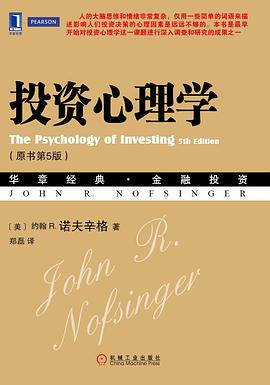 PEARSON
人的大脑思维和情绪非常复杂，仅用一些简单的词语来描
述影响人们投资决策的心理因素是远远不够的。本书是最早
开始对投资心理学这一课题进行深入调查和研究的成果之一
投资心理学
The Psychology of Investing 5th Edition
（原书第5版）
华章经典·金融投资
JOHN R. NOFSINGER
［美］约翰 R. 诺夫辛格 著
郑磊 译
John R.
Nofsinger
机械工业出版社
China Machine Press